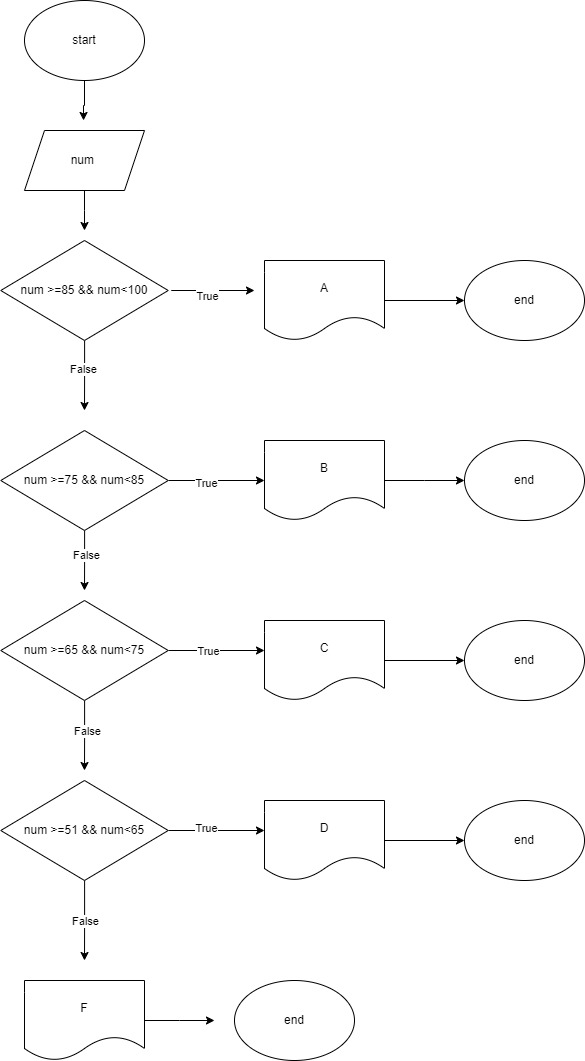 start
num
num >=85 && num<100
True
A
end
False
num >=75 && num<85
True
B
end
False
num >=65 && num<75
True
C
end
False
num >=51 && num<65
True
D
end
False
F
end